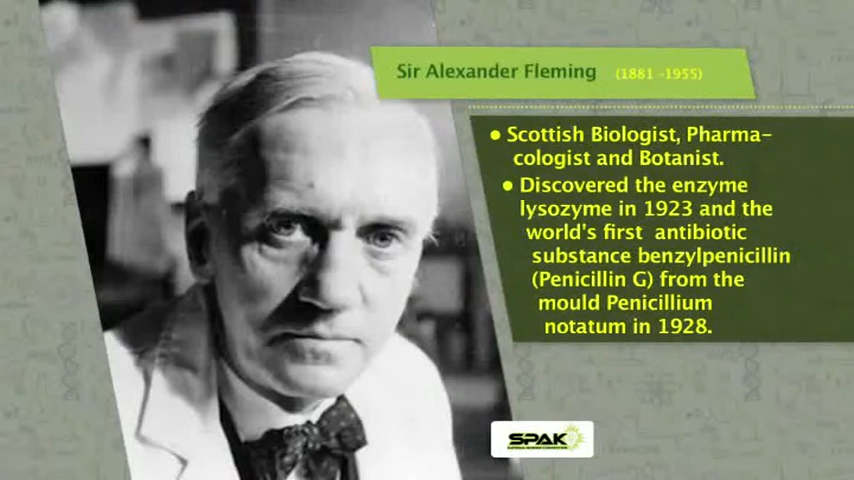 Sir Alexander Fleming (1881 -1955)
• Scottish Biologist, Pharma-
cologist and Botanist.
• Discovered the enzyme
lysozyme in 1923 and the
world's first antibiotic
substance benzylpenicillin
(Penicillin G) from the
mould Penicillium
notatum in 1928.
SPAK